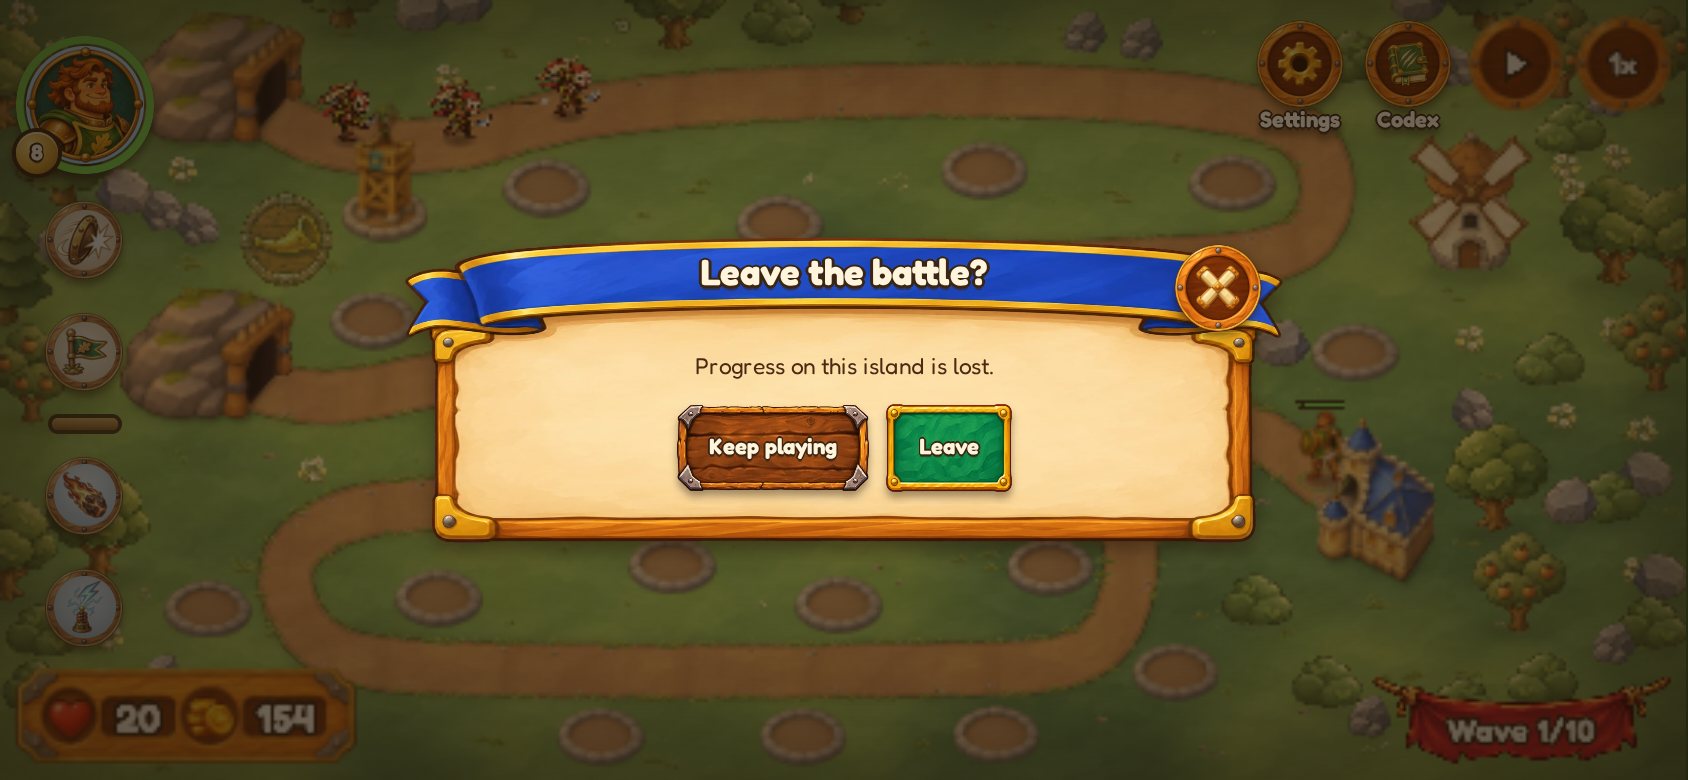 8
Settings
Codex
1x
Leave the battle?
Progress on this island is lost.
Keep playing
Leave
20
154
Wave 1/10